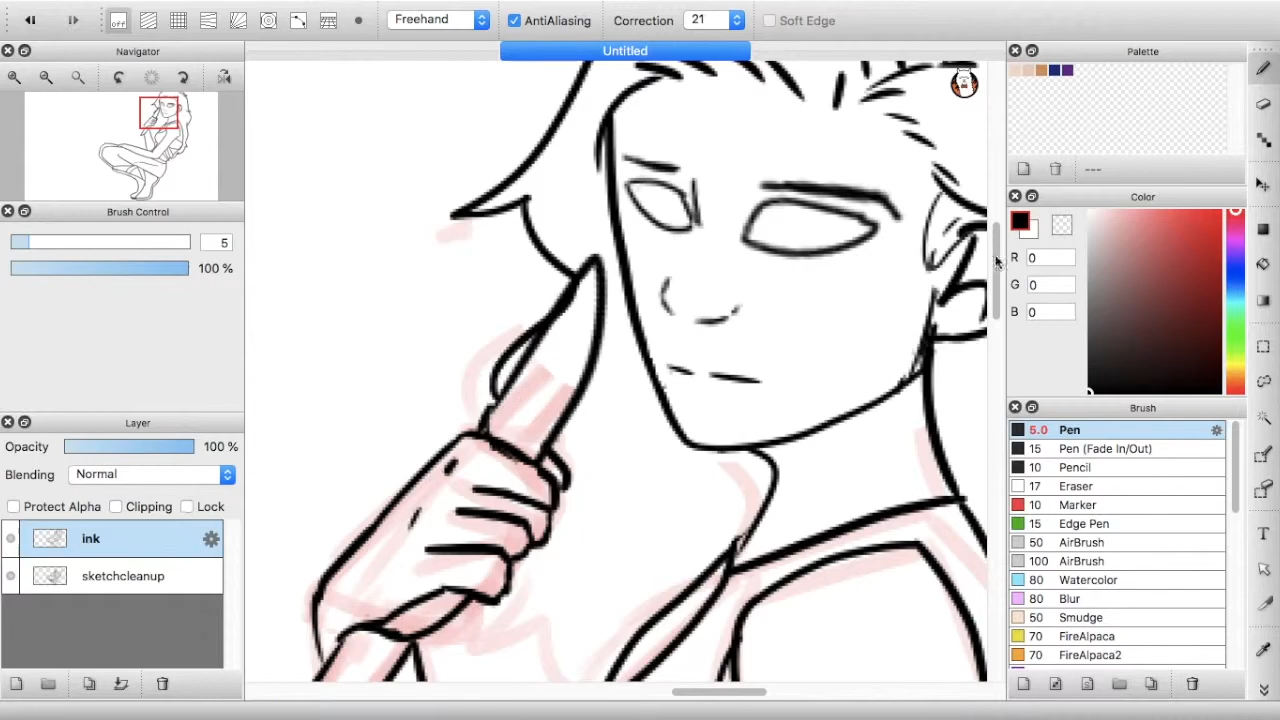 off
Freehand
AntiAliasing
Correction 21
Soft Edge
Navigator
Untitled
Palette
---
Brush Control
5
100 %
Color
R 0
G 0
B 0
Layer
Opacity 100 %
Blending Normal
Protect Alpha Clipping Lock
ink
sketchcleanup
Brush
5.0 Pen
15 Pen (Fade In/Out)
10 Pencil
17 Eraser
10 Marker
15 Edge Pen
50 AirBrush
100 AirBrush
80 Watercolor
80 Blur
50 Smudge
70 FireAlpaca
70 FireAlpaca2
T